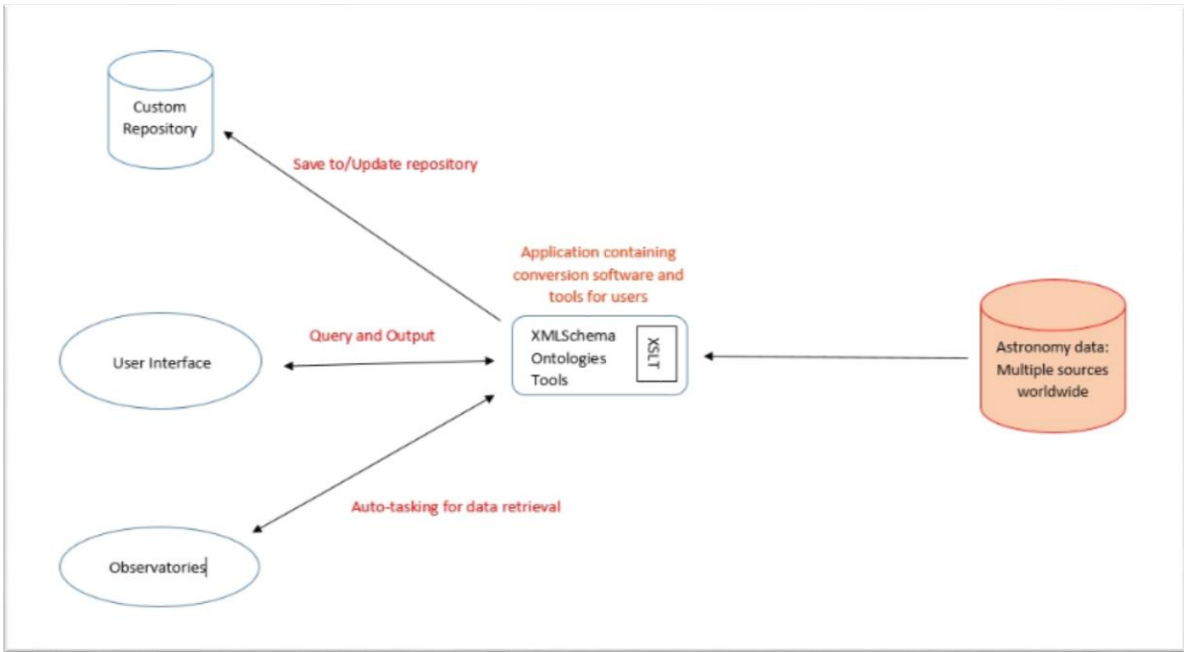 Custom
Repository
Save to/Update repository
Application containing
conversion software and
tools for users
Query and Output
XMLSchema
Ontologies
Tools
XSLT
User Interface
Astronomy data:
Multiple sources
worldwide
Auto-tasking for data retrieval
Observatories